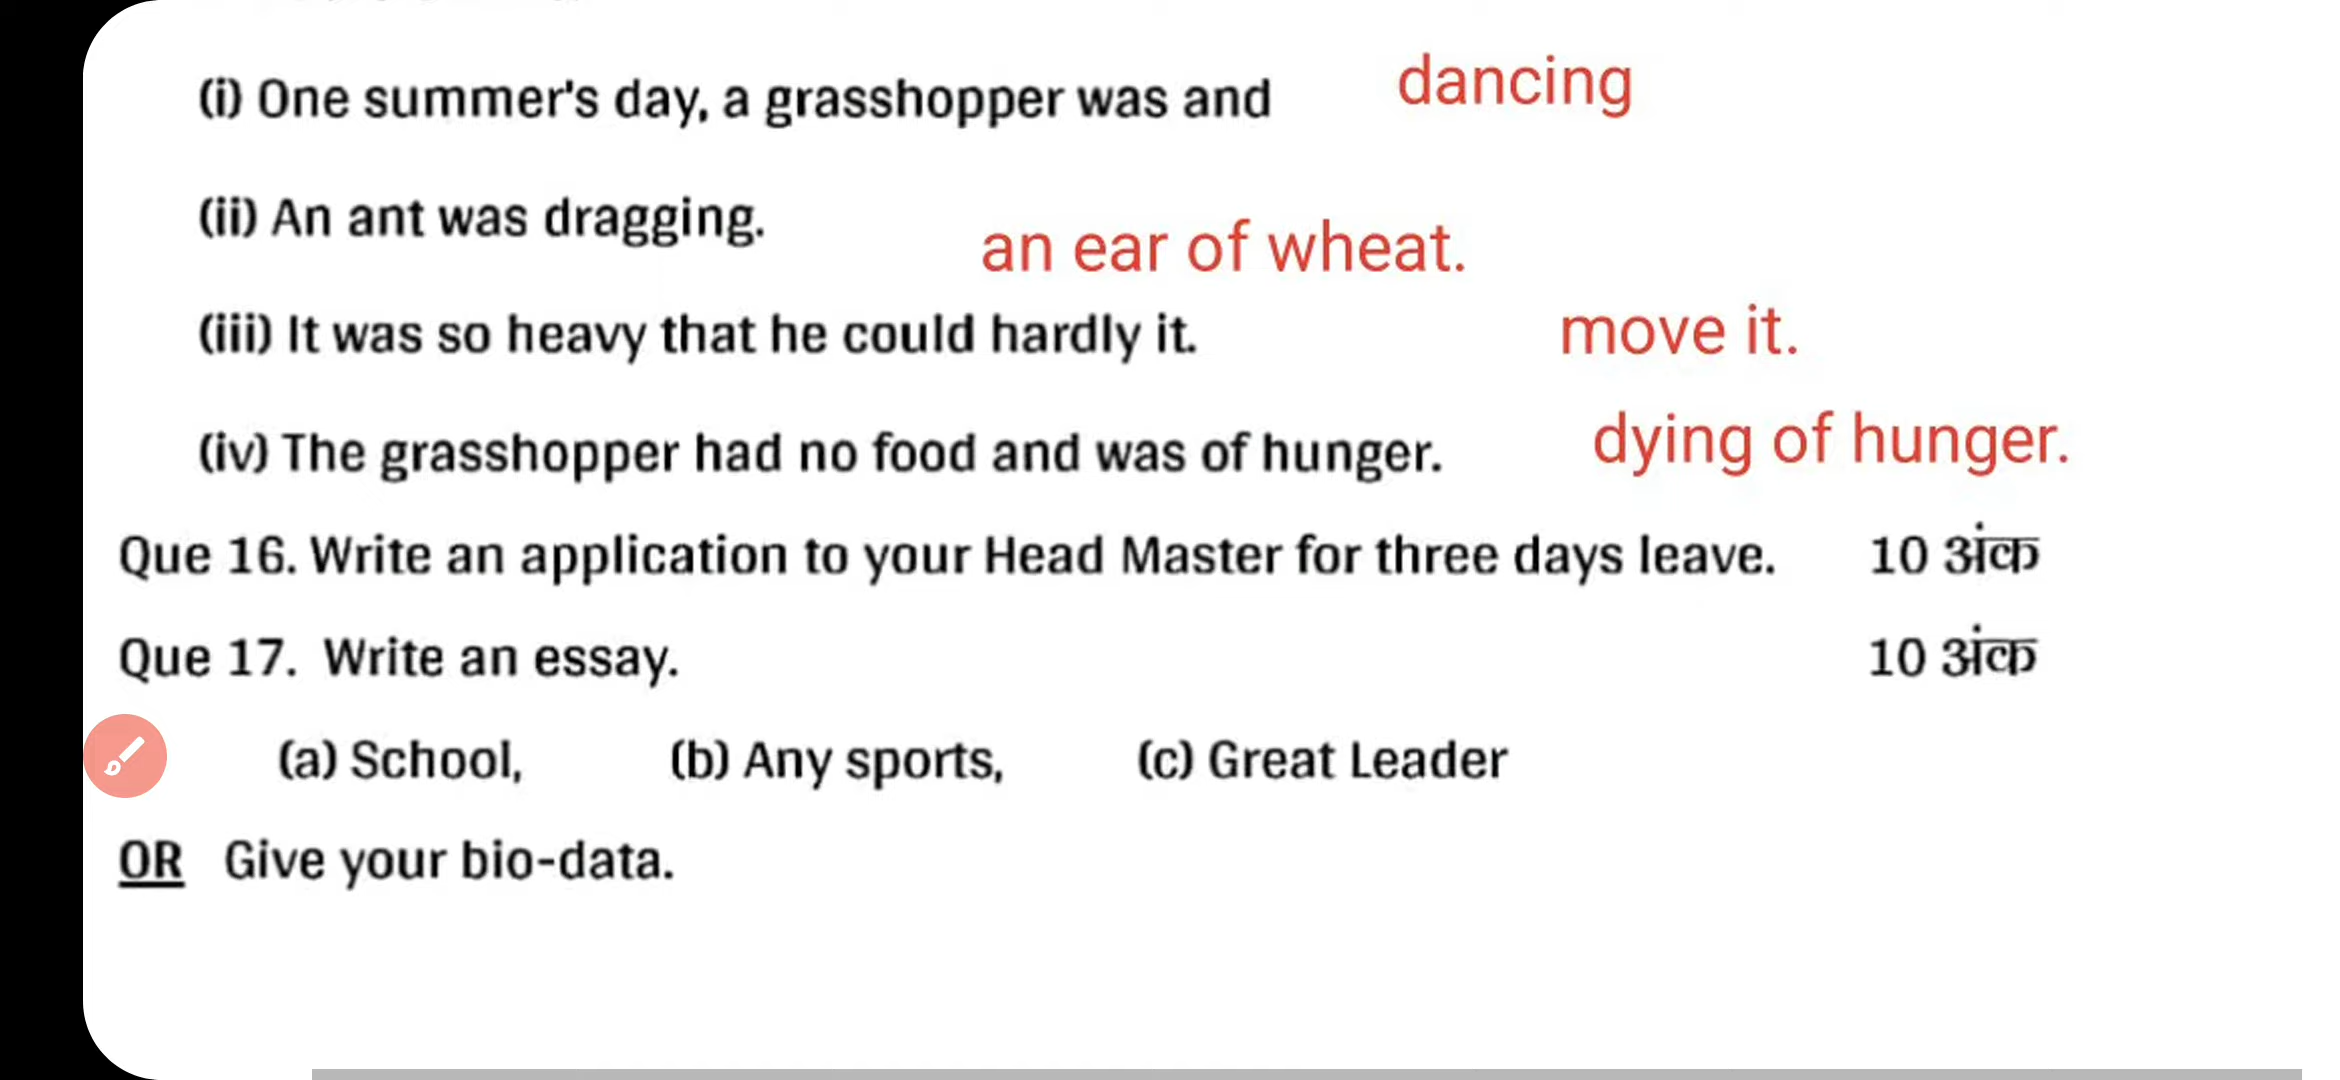 (i) One summer's day, a grasshopper was and dancing
(ii) An ant was dragging. an ear of wheat.
(iii) It was so heavy that he could hardly it. move it.
(iv) The grasshopper had no food and was of hunger. dying of hunger.
Que 16. Write an application to your Head Master for three days leave. 10 अंक
Que 17. Write an essay. 10 अंक
(a) School, (b) Any sports, (c) Great Leader
OR Give your bio-data.